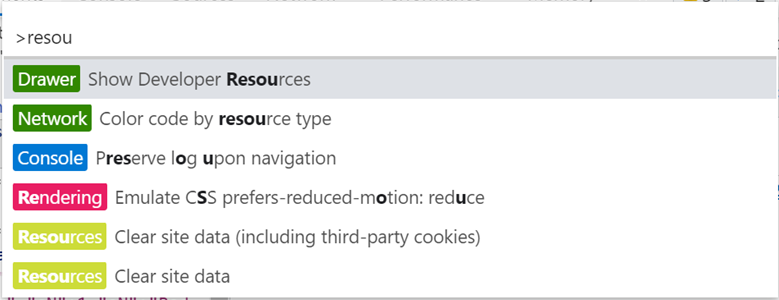 >resou
Drawer Show Developer Resources
Network Color code by resource type
Console Preserve log upon navigation
Rendering Emulate CSS prefers-reduced-motion: reduce
Resources Clear site data (including third-party cookies)
Resources Clear site data